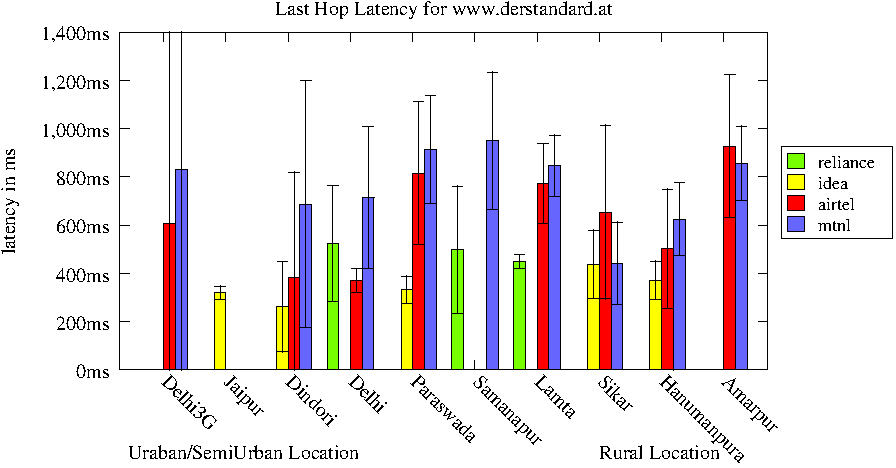 Last Hop Latency for www.derstandard.at
1,400ms
1,200ms
1,000ms
800ms
600ms
400ms
200ms
0ms
latency in ms
reliance
idea
airtel
mtnl
Delhi3G
Jaipur
Dindori
Delhi
Paraswada
Samanapur
Lamta
Sikar
Hanumanpura
Amarpur
Uraban/SemiUrban Location
Rural Location